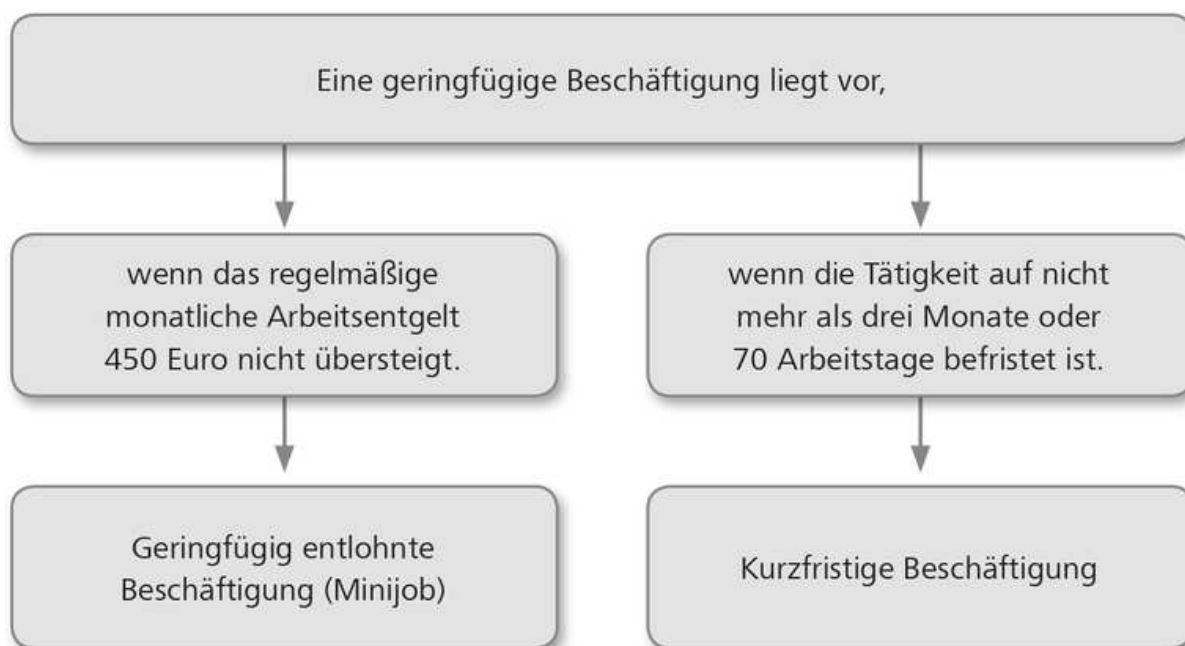 Eine geringfügige Beschäftigung liegt vor,
wenn das regelmäßige
monatliche Arbeitsentgelt
450 Euro nicht übersteigt.
wenn die Tätigkeit auf nicht
mehr als drei Monate oder
70 Arbeitstage befristet ist.
Geringfügig entlohnte
Beschäftigung (Minijob)
Kurzfristige Beschäftigung